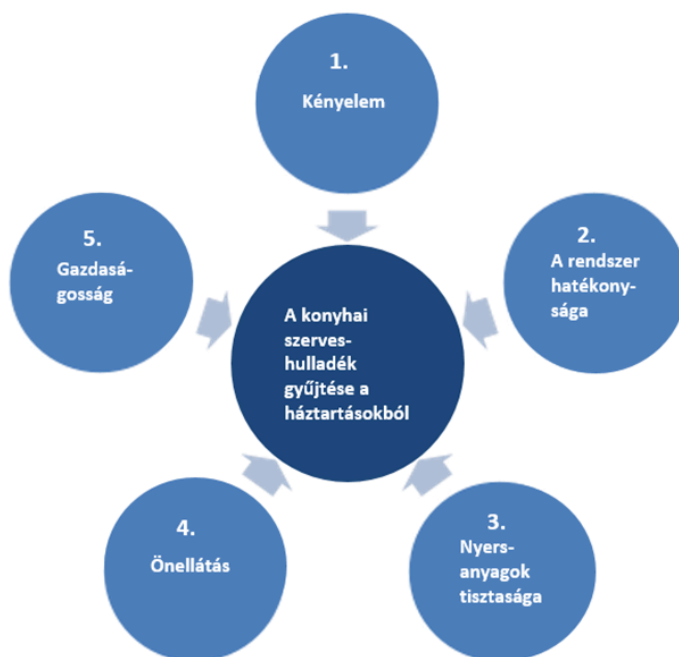 1.
Kényelem
2.
A rendszer
hatékony-
sága
3.
Nyers-
anyagok
tisztasága
4.
Önellátás
5.
Gazdasá-
gosság
A konyhai
szerves-
hulladék
gyűjtése a
háztartásokból